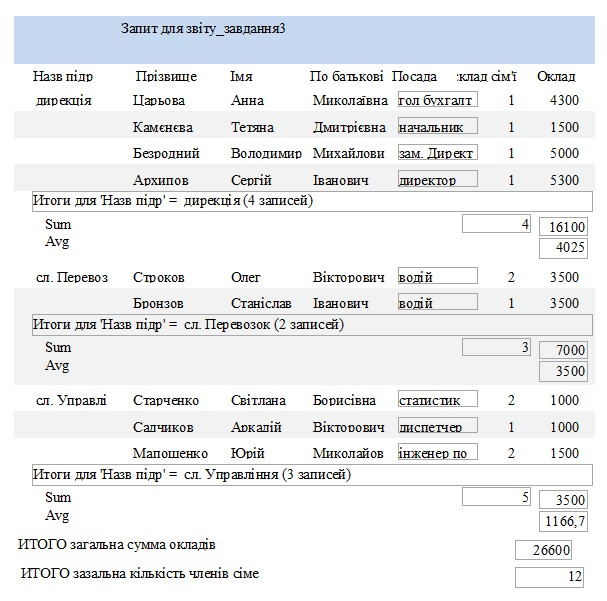 Запит для звіту_завдання3
Назв підр Прізвище Імя По батькові Посада клад сім'ї Оклад
дирекція Царьова Анна Миколаївна гол бухгалт 1 4300
Камєнєва Тетяна Дмитрієвна начальник 1 1500
Безродний Володимир Михайлови зам. Директ 1 5000
Архипов Сергій Іванович директор 1 5300
Итоги для 'Назв підр' = дирекція (4 записей)
Sum 4 16100
Avg 4025
сл. Перевоз Строков Олег Вікторович водій 2 3500
Бронзов Станіслав Іванович водій 1 3500
Итоги для 'Назв підр' = сл. Перевозок (2 записей)
Sum 3 7000
Avg 3500
сл. Управлі Старченко Світлана Борисівна статистик 2 1000
Салчиков Аркадій Вікторович диспетчер 1 1000
Мапошенко Юрій Миколайов інженер по 2 1500
Итоги для 'Назв підр' = сл. Управління (3 записей)
Sum 5 3500
Avg 1166,7
ИТОГО загальна сумма окладів 26600
ИТОГО зазальна кількість членів сіме 12